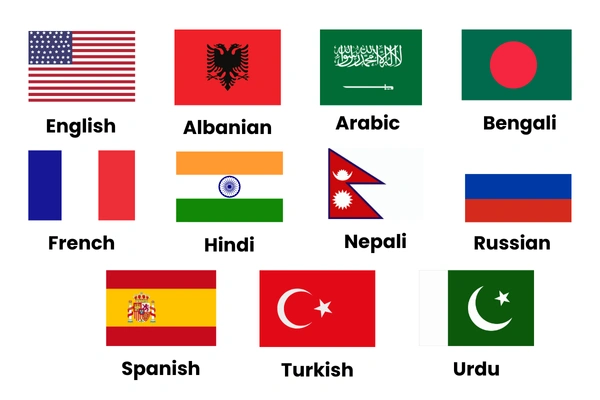 English
Albanian
Arabic
Bengali
French
Hindi
Nepali
Russian
Spanish
Turkish
Urdu